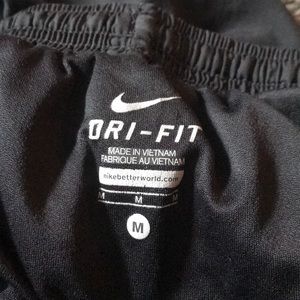 DRI-FIT
MADE IN VIETNAM
FABRIQUE AU VIETNAM
nikebetterworld.com
M M M
M